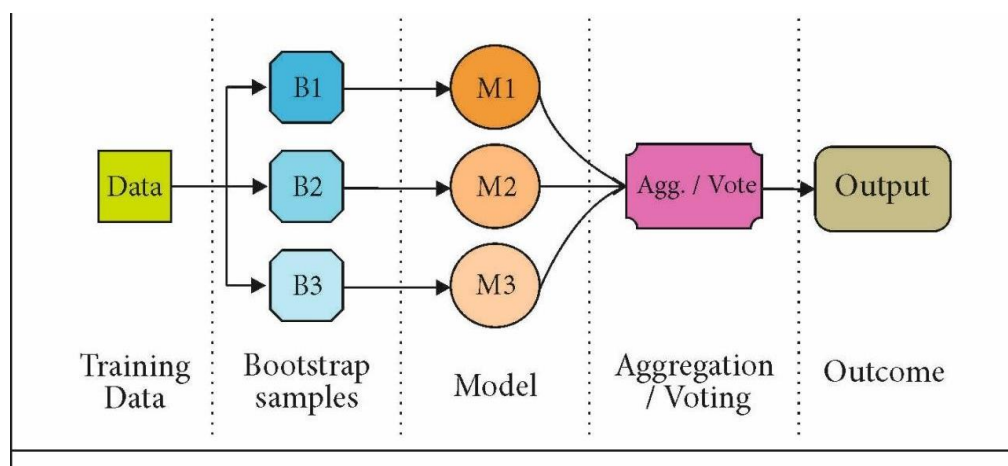 Data
B1
B2
B3
M1
M2
M3
Agg. / Vote
Output
Training
Data
Bootstrap
samples
Model
Aggregation
/ Voting
Outcome